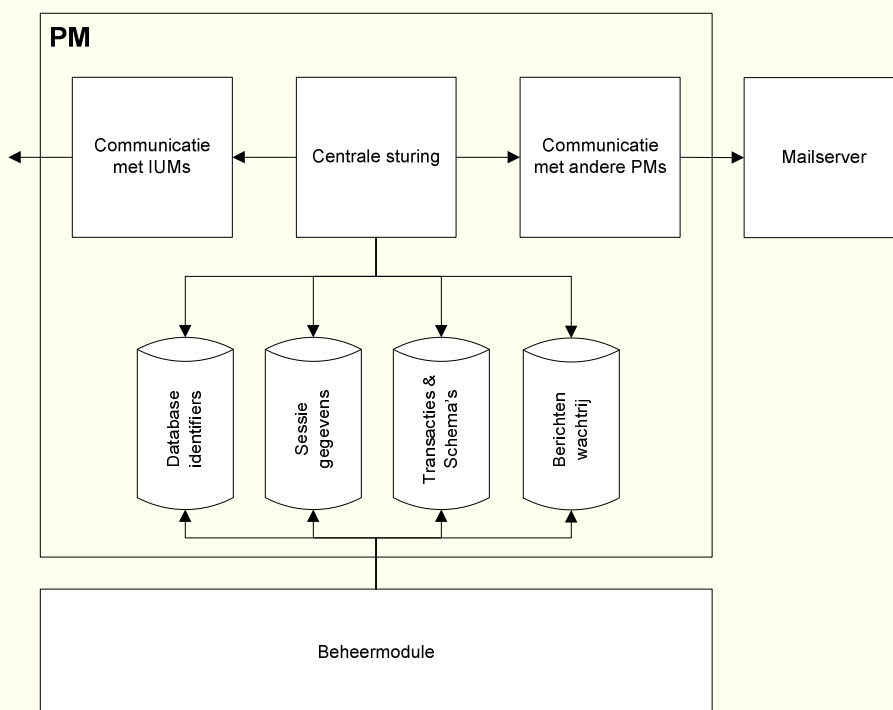 PM
Communicatie
met IUMs
Centrale sturing
Communicatie
met andere PMs
Mailserver
Database
identifiers
Sessie
gegevens
Transacties &
Schema's
Berichten
wachtrij
Beheermodule